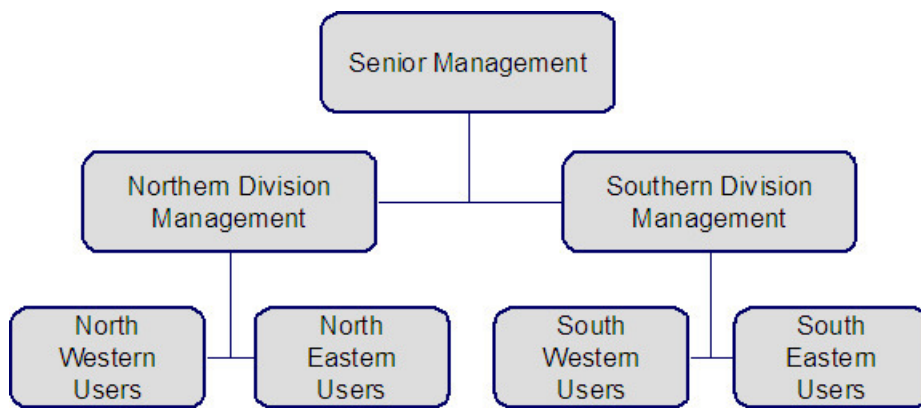 Senior Management
Northern Division
Management
Southern Division
Management
North
Western
Users
North
Eastern
Users
South
Western
Users
South
Eastern
Users